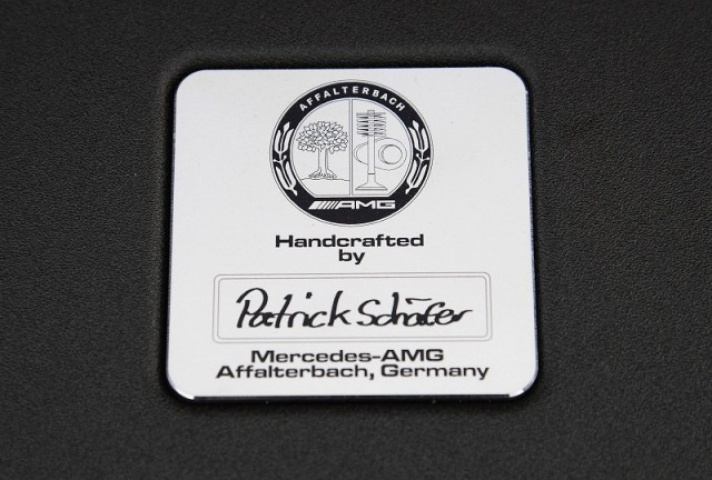 AFFALTERBACH
AMG
Handcrafted
by
Patrick Schäfer
Mercedes-AMG
Affalterbach, Germany